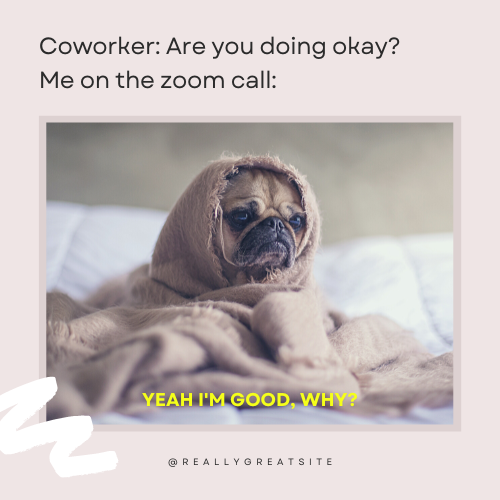 Coworker: Are you doing okay?
Me on the zoom call:
YEAH I'M GOOD, WHY?
@REALLYGREATSITE